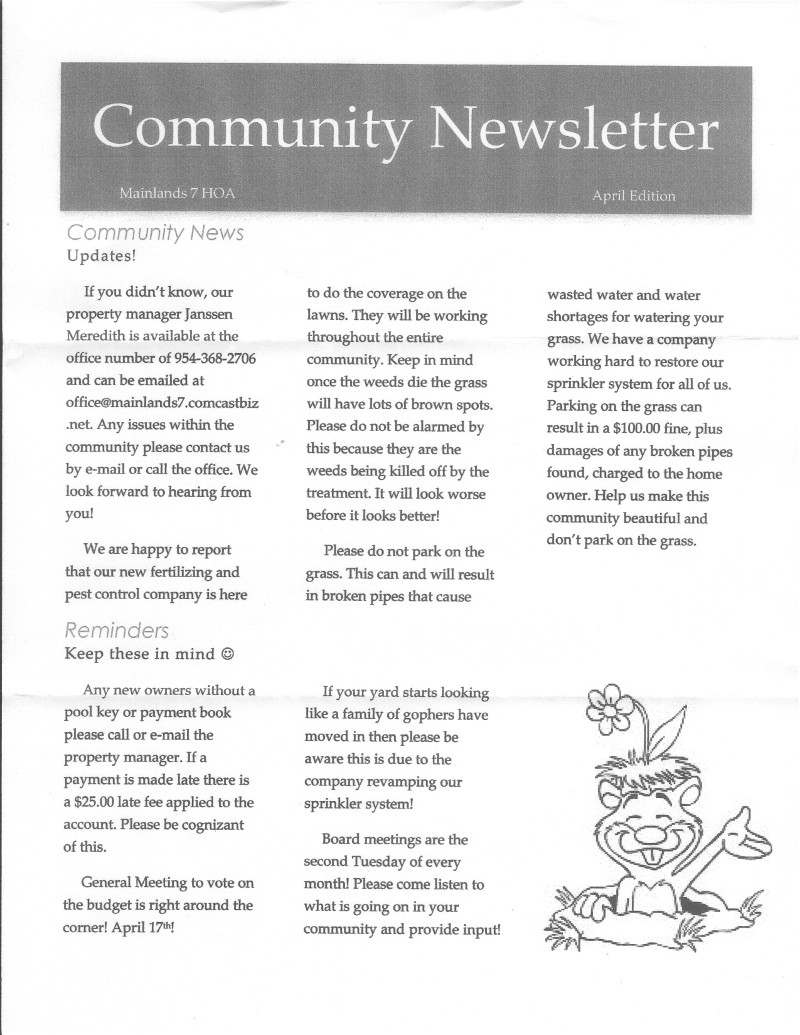 Community Newsletter
Mainlands 7 HOA
April Edition
Community News
Updates!
If you didn't know, our
property manager Janssen
Meredith is available at the
office number of 954-368-2706
and can be emailed at
office@mainlands7.comcastbiz
.net. Any issues within the
community please contact us
by e-mail or call the office. We
look forward to hearing from
you!
We are happy to report
that our new fertilizing and
pest control company is here
to do the coverage on the
lawns. They will be working
throughout the entire
community. Keep in mind
once the weeds die the grass
will have lots of brown spots.
Please do not be alarmed by
this because they are the
weeds being killed off by the
treatment. It will look worse
before it looks better!
Please do not park on the
grass. This can and will result
in broken pipes that cause
wasted water and water
shortages for watering your
grass. We have a company
working hard to restore our
sprinkler system for all of us.
Parking on the grass can
result in a $100.00 fine, plus
damages of any broken pipes
found, charged to the home
owner. Help us make this
community beautiful and
don't park on the grass.
Reminders
Keep these in mind ☺
Any new owners without a
pool key or payment book
please call or e-mail the
property manager. If a
payment is made late there is
a $25.00 late fee applied to the
account. Please be cognizant
of this.
General Meeting to vote on
the budget is right around the
corner! April 17th!
If your yard starts looking
like a family of gophers have
moved in then please be
aware this is due to the
company revamping our
sprinkler system!
Board meetings are the
second Tuesday of every
month! Please come listen to
what is going on in your
community and provide input!